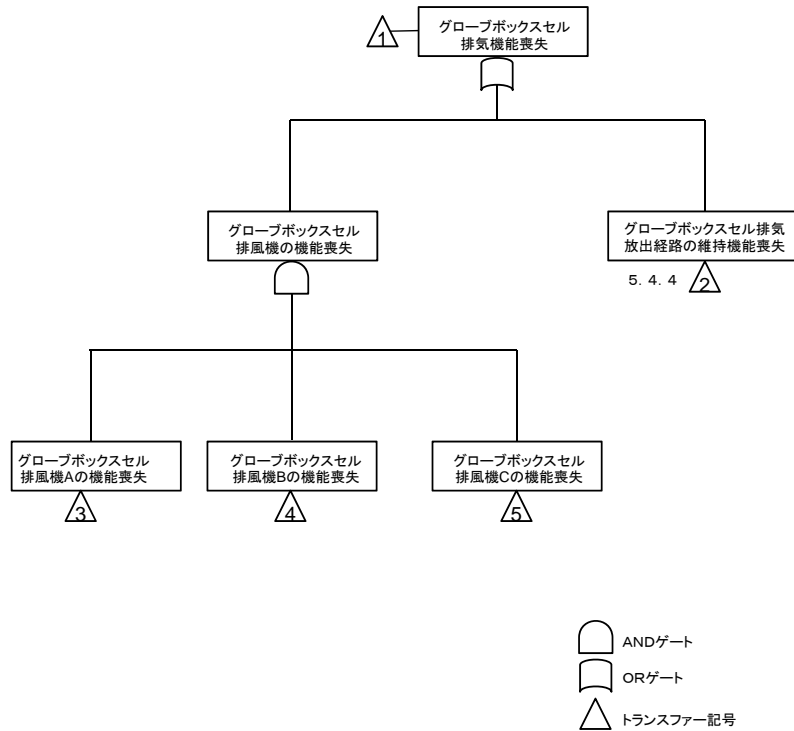 1
グローブボックスセル
排気機能喪失
グローブボックスセル
排風機の機能喪失
グローブボックスセル排気
放出経路の維持機能喪失
5．4．4
2
グローブボックスセル
排風機Aの機能喪失
グローブボックスセル
排風機Bの機能喪失
グローブボックスセル
排風機Cの機能喪失
3
4
5
ANDゲート
ORゲート
トランスファー記号